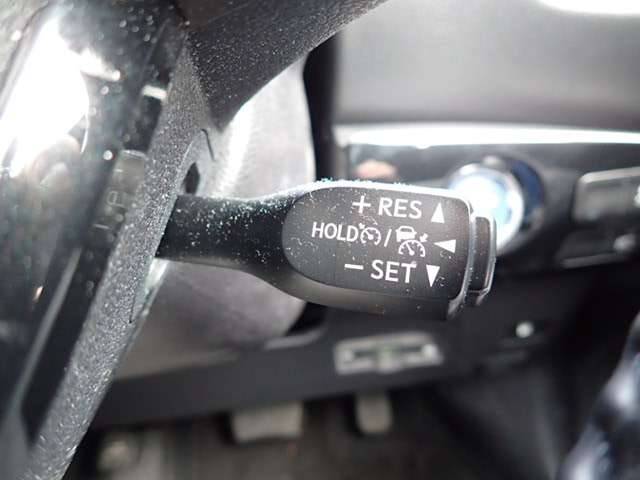 + RES ▲
HOLD / ◀
− SET ▼